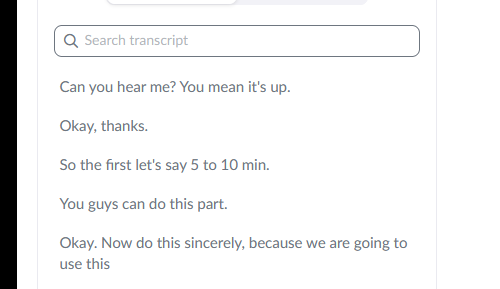 Search transcript
Can you hear me? You mean it's up.
Okay, thanks.
So the first let's say 5 to 10 min.
You guys can do this part.
Okay. Now do this sincerely, because we are going to
use this